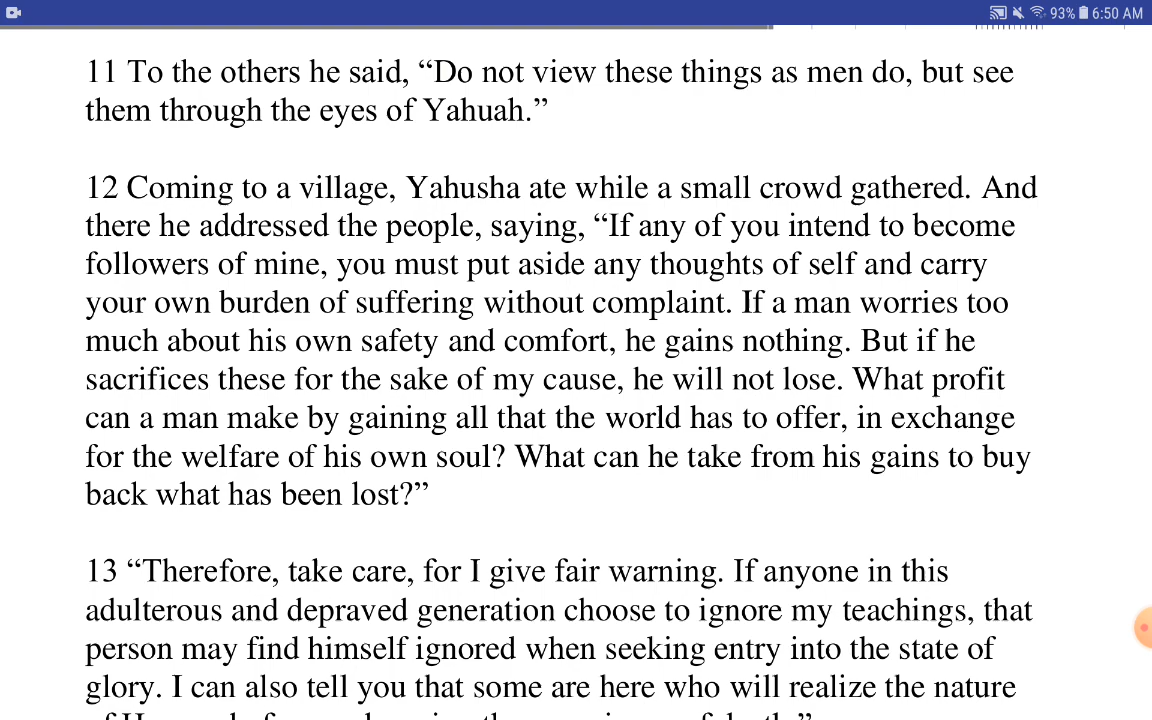 93% 6:50 AM
11 To the others he said, “Do not view these things as men do, but see
them through the eyes of Yahuah.”
12 Coming to a village, Yahusha ate while a small crowd gathered. And
there he addressed the people, saying, “If any of you intend to become
followers of mine, you must put aside any thoughts of self and carry
your own burden of suffering without complaint. If a man worries too
much about his own safety and comfort, he gains nothing. But if he
sacrifices these for the sake of my cause, he will not lose. What profit
can a man make by gaining all that the world has to offer, in exchange
for the welfare of his own soul? What can he take from his gains to buy
back what has been lost?”
13 “Therefore, take care, for I give fair warning. If anyone in this
adulterous and depraved generation choose to ignore my teachings, that
person may find himself ignored when seeking entry into the state of
glory. I can also tell you that some are here who will realize the nature